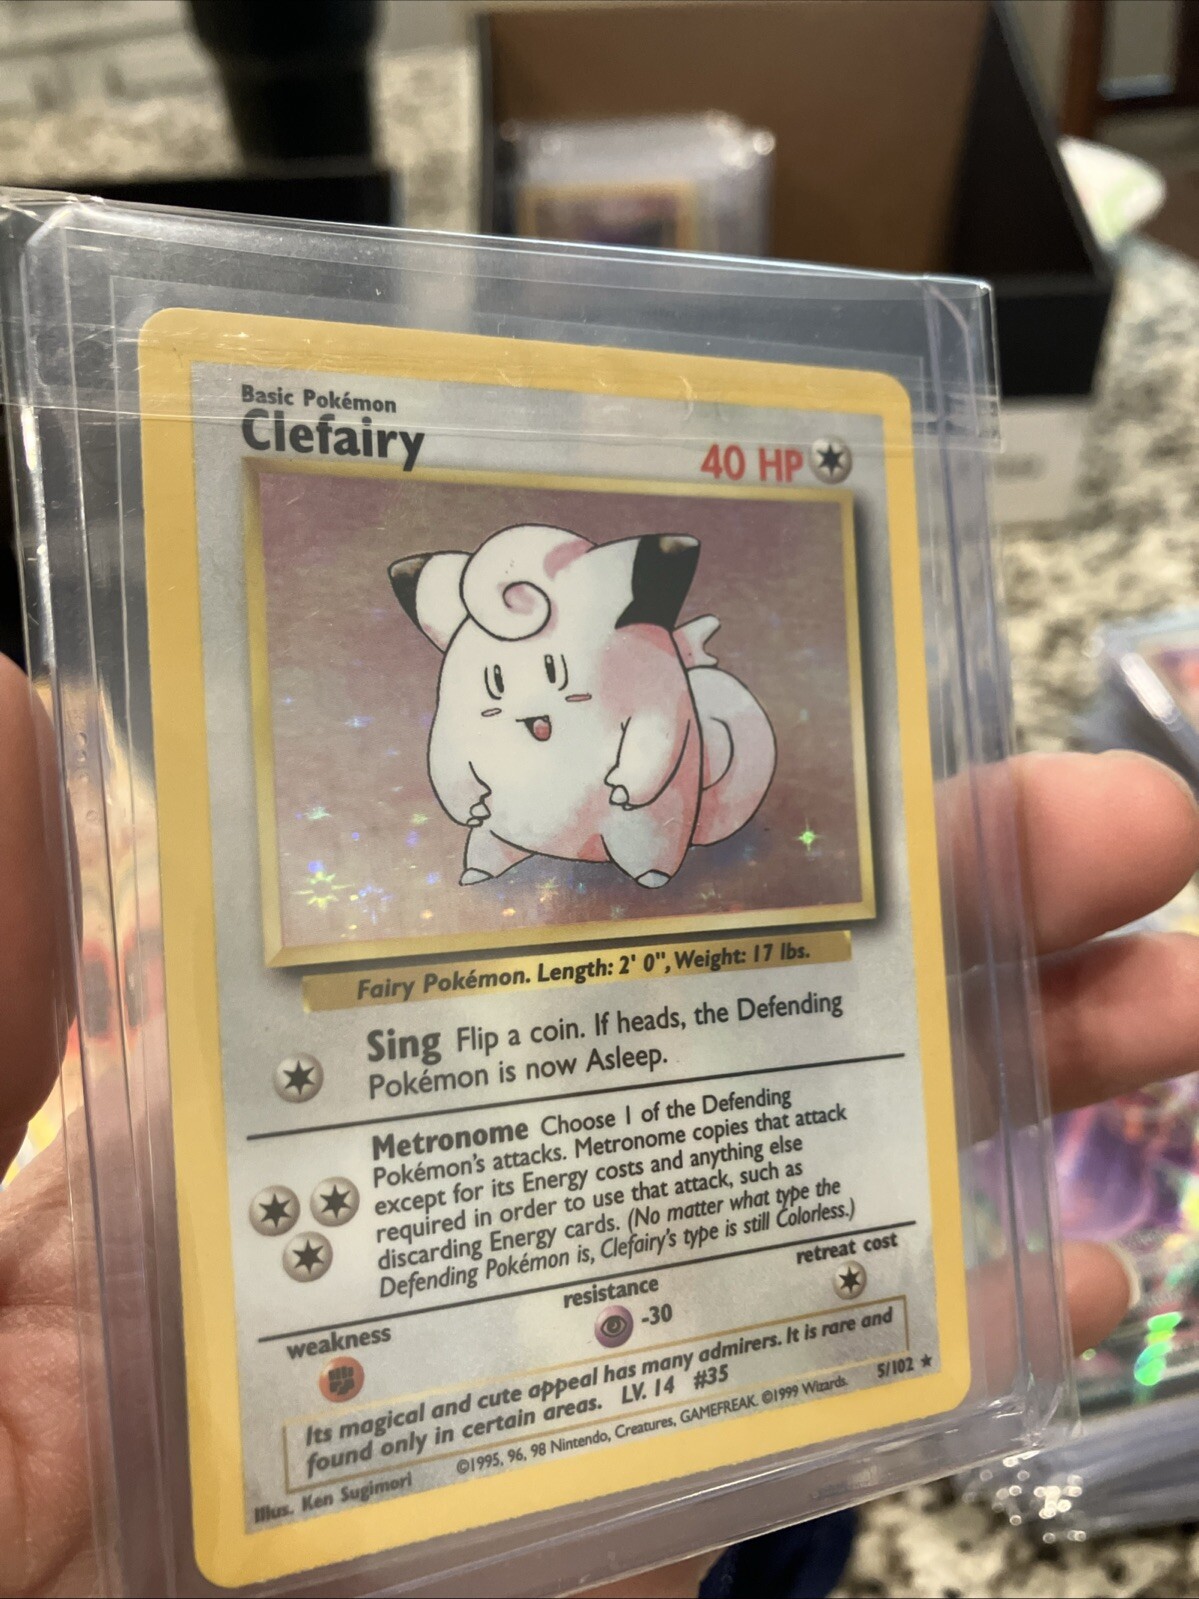 Basic Pokémon
Clefairy
40 HP
Fairy Pokémon. Length: 2' 0", Weight: 17 lbs.
Sing Flip a coin. If heads, the Defending
Pokémon is now Asleep.
Metronome Choose 1 of the Defending
Pokémon's attacks. Metronome copies that attack
except for its Energy costs and anything else
required in order to use that attack, such as
discarding Energy cards. (No matter what type the
Defending Pokémon is, Clefairy's type is still Colorless.)
weakness
resistance
-30
retreat cost
Its magical and cute appeal has many admirers. It is rare and
found only in certain areas. LV. 14 #35
Illus. Ken Sugimori
©1995, 96, 98 Nintendo, Creatures, GAMEFREAK. ©1999 Wizards.
5/102 ★